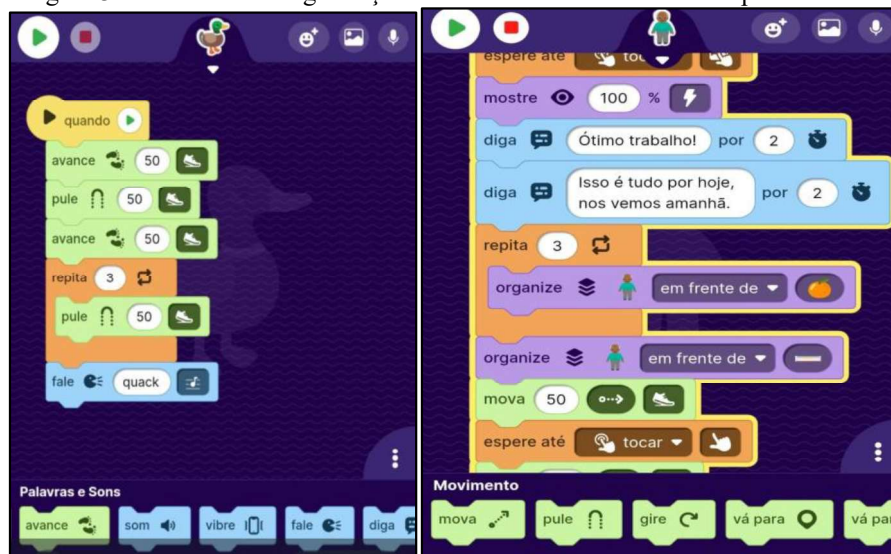 quando
avance 50
pule 50
avance 50
repita 3
pule 50
fale quack
Palavras e Sons
avance som vibre fale diga
espere até
mostre 100 %
diga Ótimo trabalho! por 2
diga Isso é tudo por hoje,
nos vemos amanhã. por 2
repita 3
organize em frente de
organize em frente de
mova 50
espere até tocar
Movimento
mova pule gire vá para